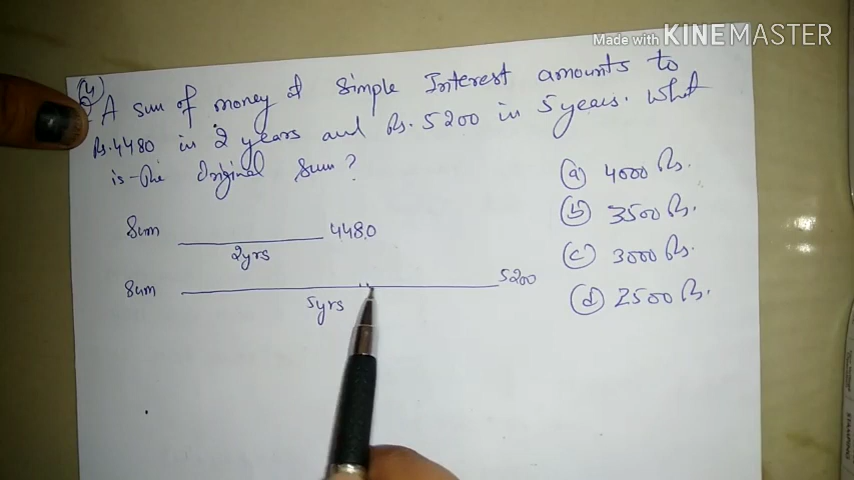 Made with KINEMASTER
(4)
Q A sum of money at Simple Interest amounts to
Rs.4480 in 2 years and Rs. 5200 in 5 years. What
is the Original Sum?
(a) 4000 Rs.
(b) 3500 Rs.
(c) 3000 Rs.
(d) 2500 Rs.
Sum 4480
2yrs
Sum 5200
5yrs